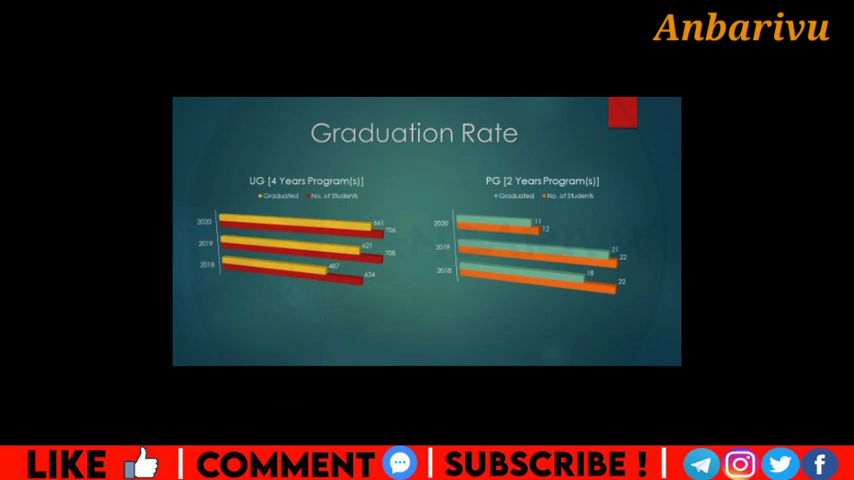 Anbarivu
Graduation Rate
UG [4 Years Program(s)]
Graduated No. of Students
2020 661 706
2019 621 708
2018 487 634
PG [2 Years Program(s)]
Graduated No. of Students
2020 11 12
2019 21 22
2018 18 22
LIKE | COMMENT | SUBSCRIBE ! |